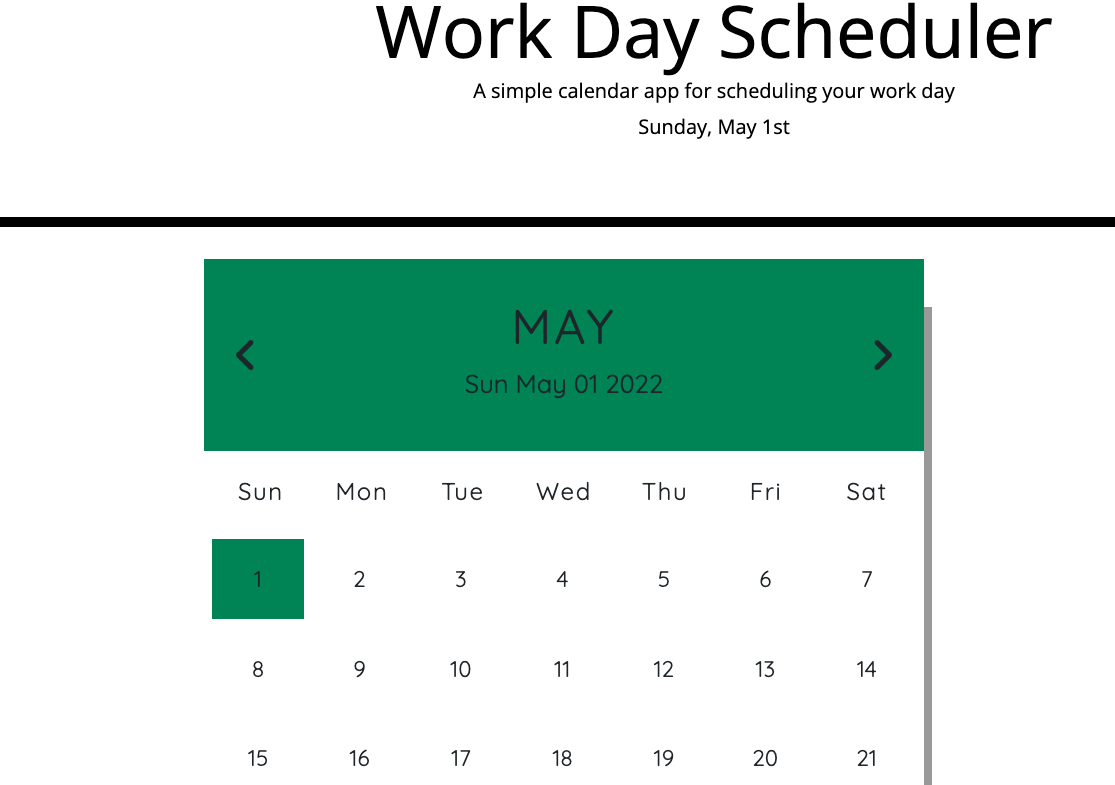 Work Day Scheduler
A simple calendar app for scheduling your work day
Sunday, May 1st
MAY
Sun May 01 2022
Sun Mon Tue Wed Thu Fri Sat
1 2 3 4 5 6 7
8 9 10 11 12 13 14
15 16 17 18 19 20 21